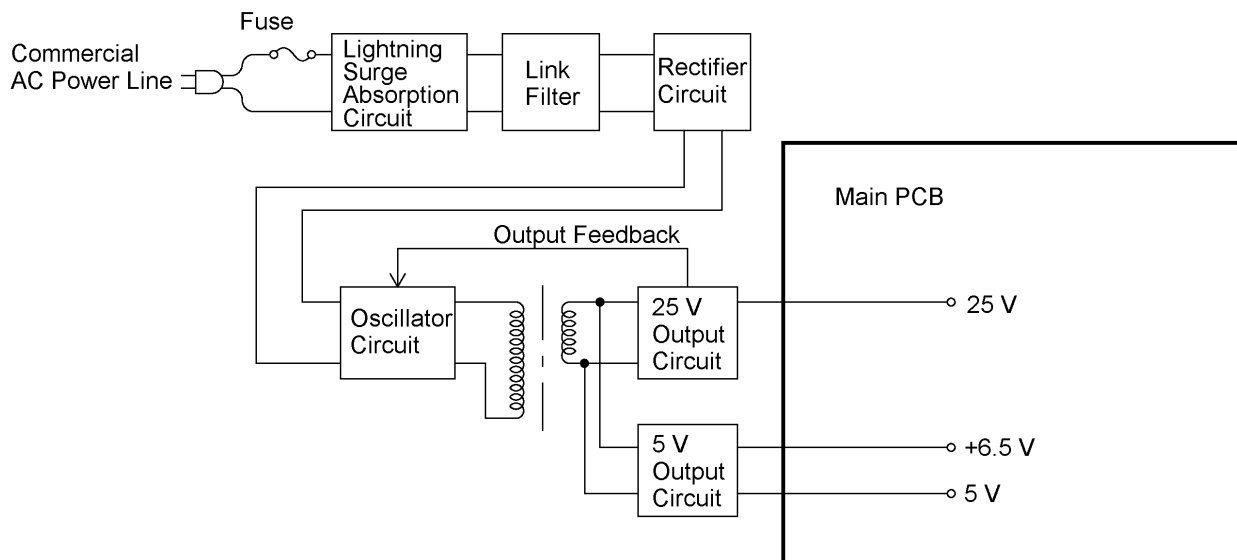 Fuse
Commercial
AC Power Line
Lightning
Surge
Absorption
Circuit
Link
Filter
Rectifier
Circuit
Main PCB
Output Feedback
Oscillator
Circuit
25 V
Output
Circuit
25 V
5 V
Output
Circuit
+6.5 V
5 V